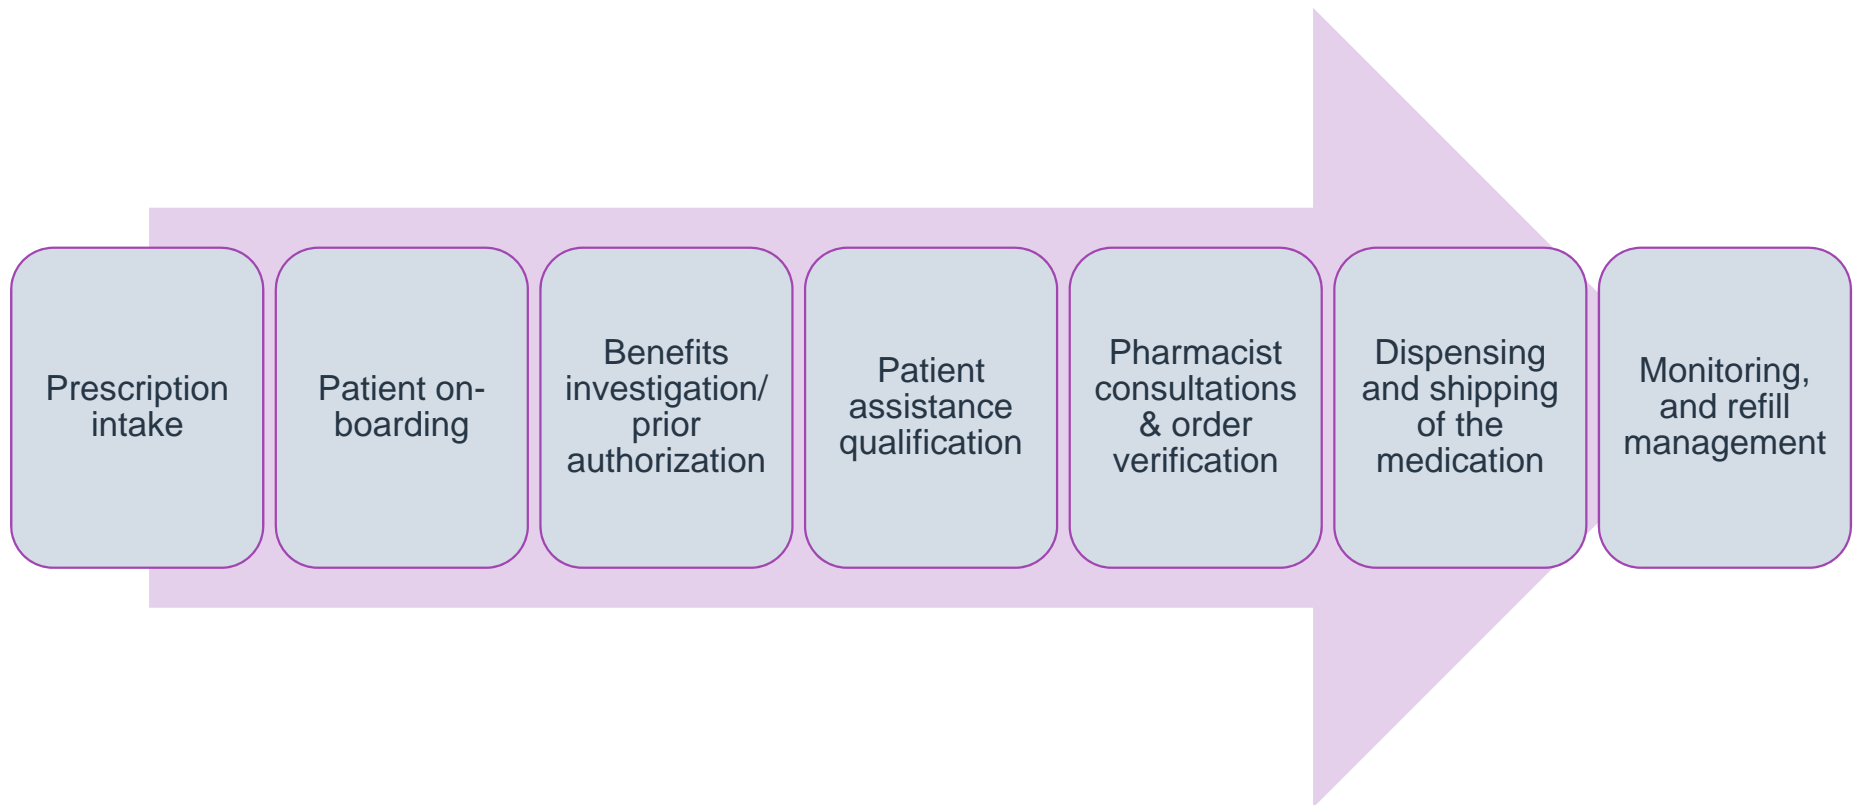 Prescription
intake
Patient on-
boarding
Benefits
investigation/
prior
authorization
Patient
assistance
qualification
Pharmacist
consultations
& order
verification
Dispensing
and shipping
of the
medication
Monitoring,
and refill
management